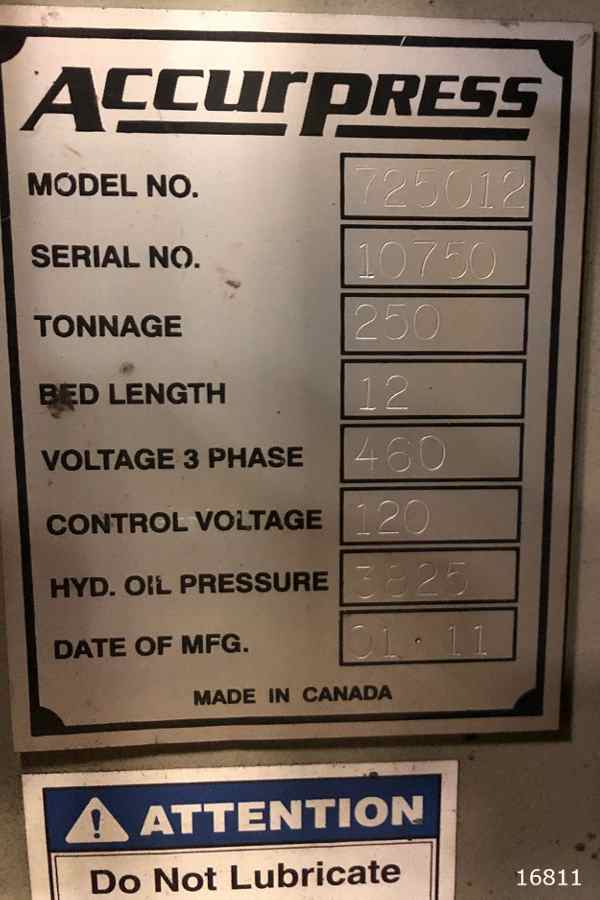 ACCURPRESS
MODEL NO. 725012
SERIAL NO. 10750
TONNAGE 250
BED LENGTH 12
VOLTAGE 3 PHASE 460
CONTROL VOLTAGE 120
HYD. OIL PRESSURE 3825
DATE OF MFG. 01 · 11
MADE IN CANADA
ATTENTION
Do Not Lubricate
16811